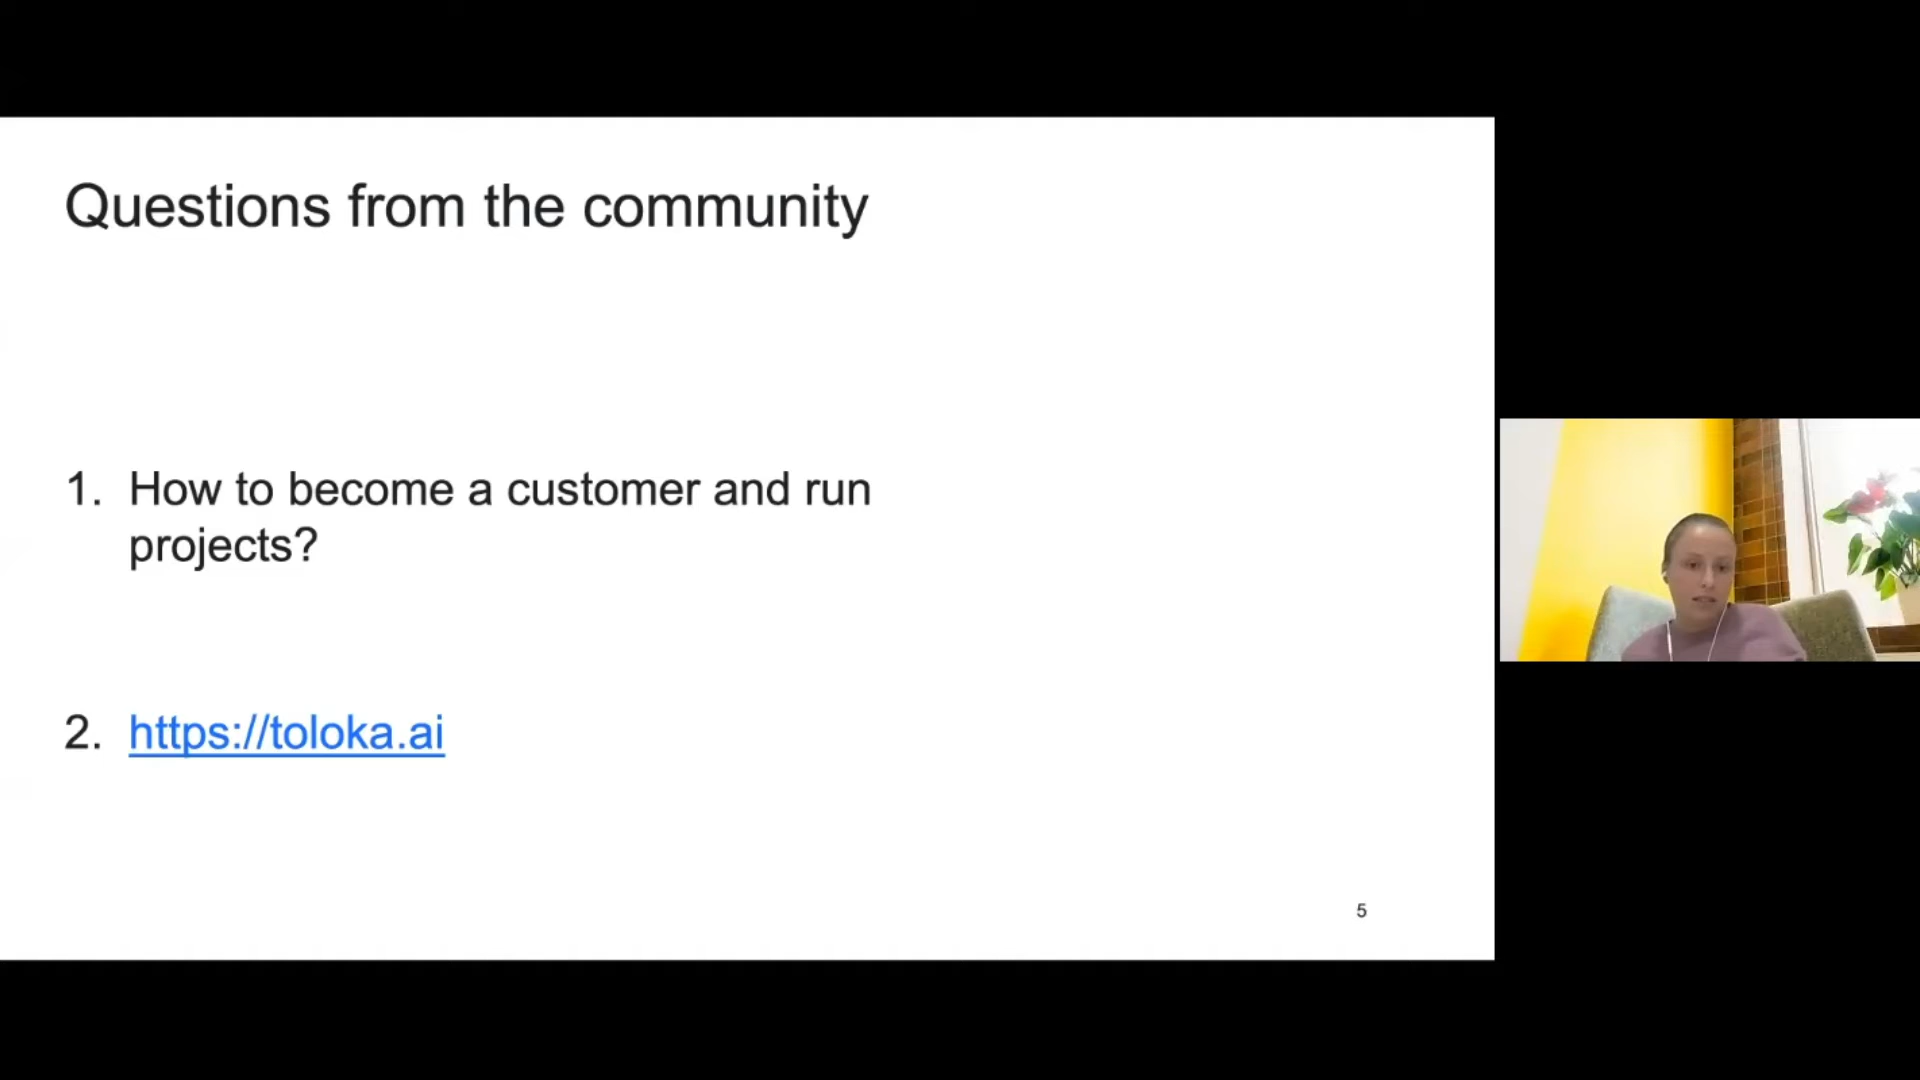 Questions from the community
1. How to become a customer and run
projects?
2. https://toloka.ai
5